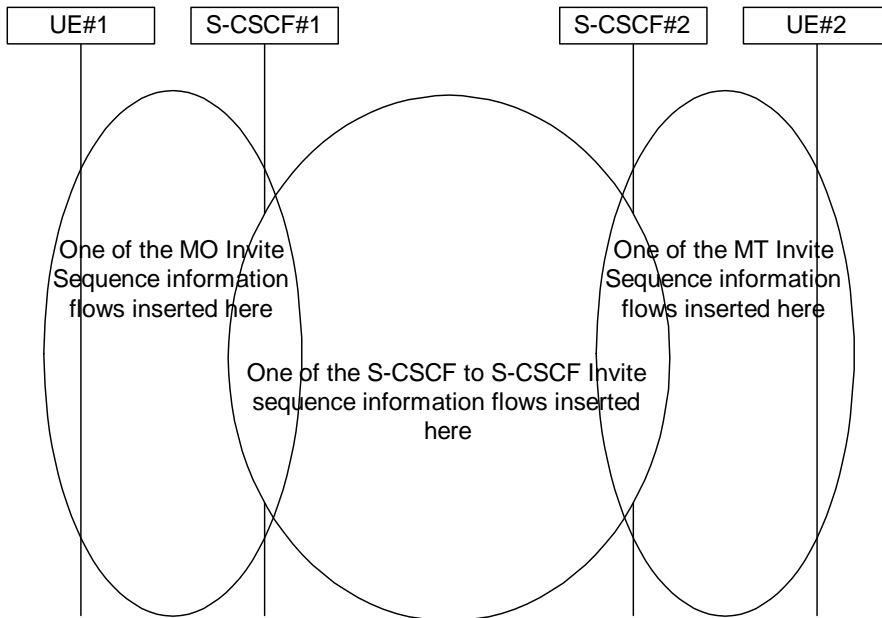 UE#1
S-CSCF#1
S-CSCF#2
UE#2
One of the MO Invite
Sequence information
flows inserted here
One of the MT Invite
Sequence information
flows inserted here
One of the S-CSCF to S-CSCF Invite
sequence information flows inserted
here